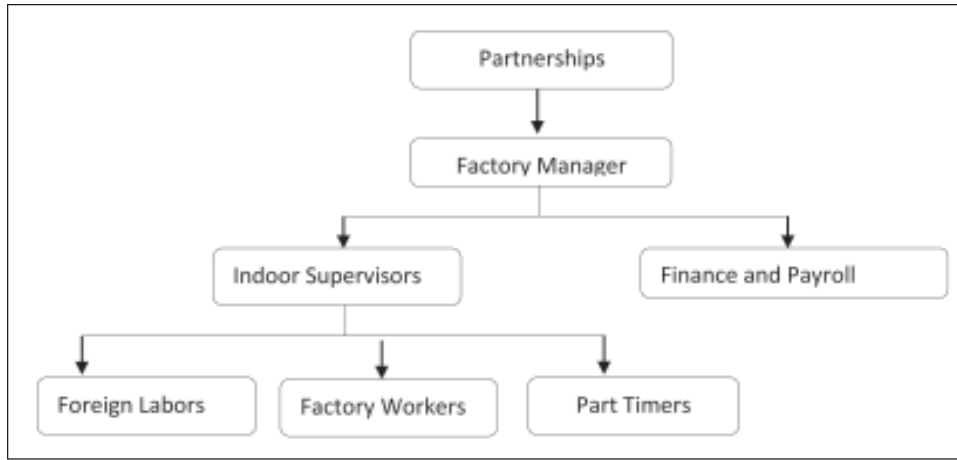 Partnerships
Factory Manager
Indoor Supervisors
Finance and Payroll
Foreign Labors
Factory Workers
Part Timers